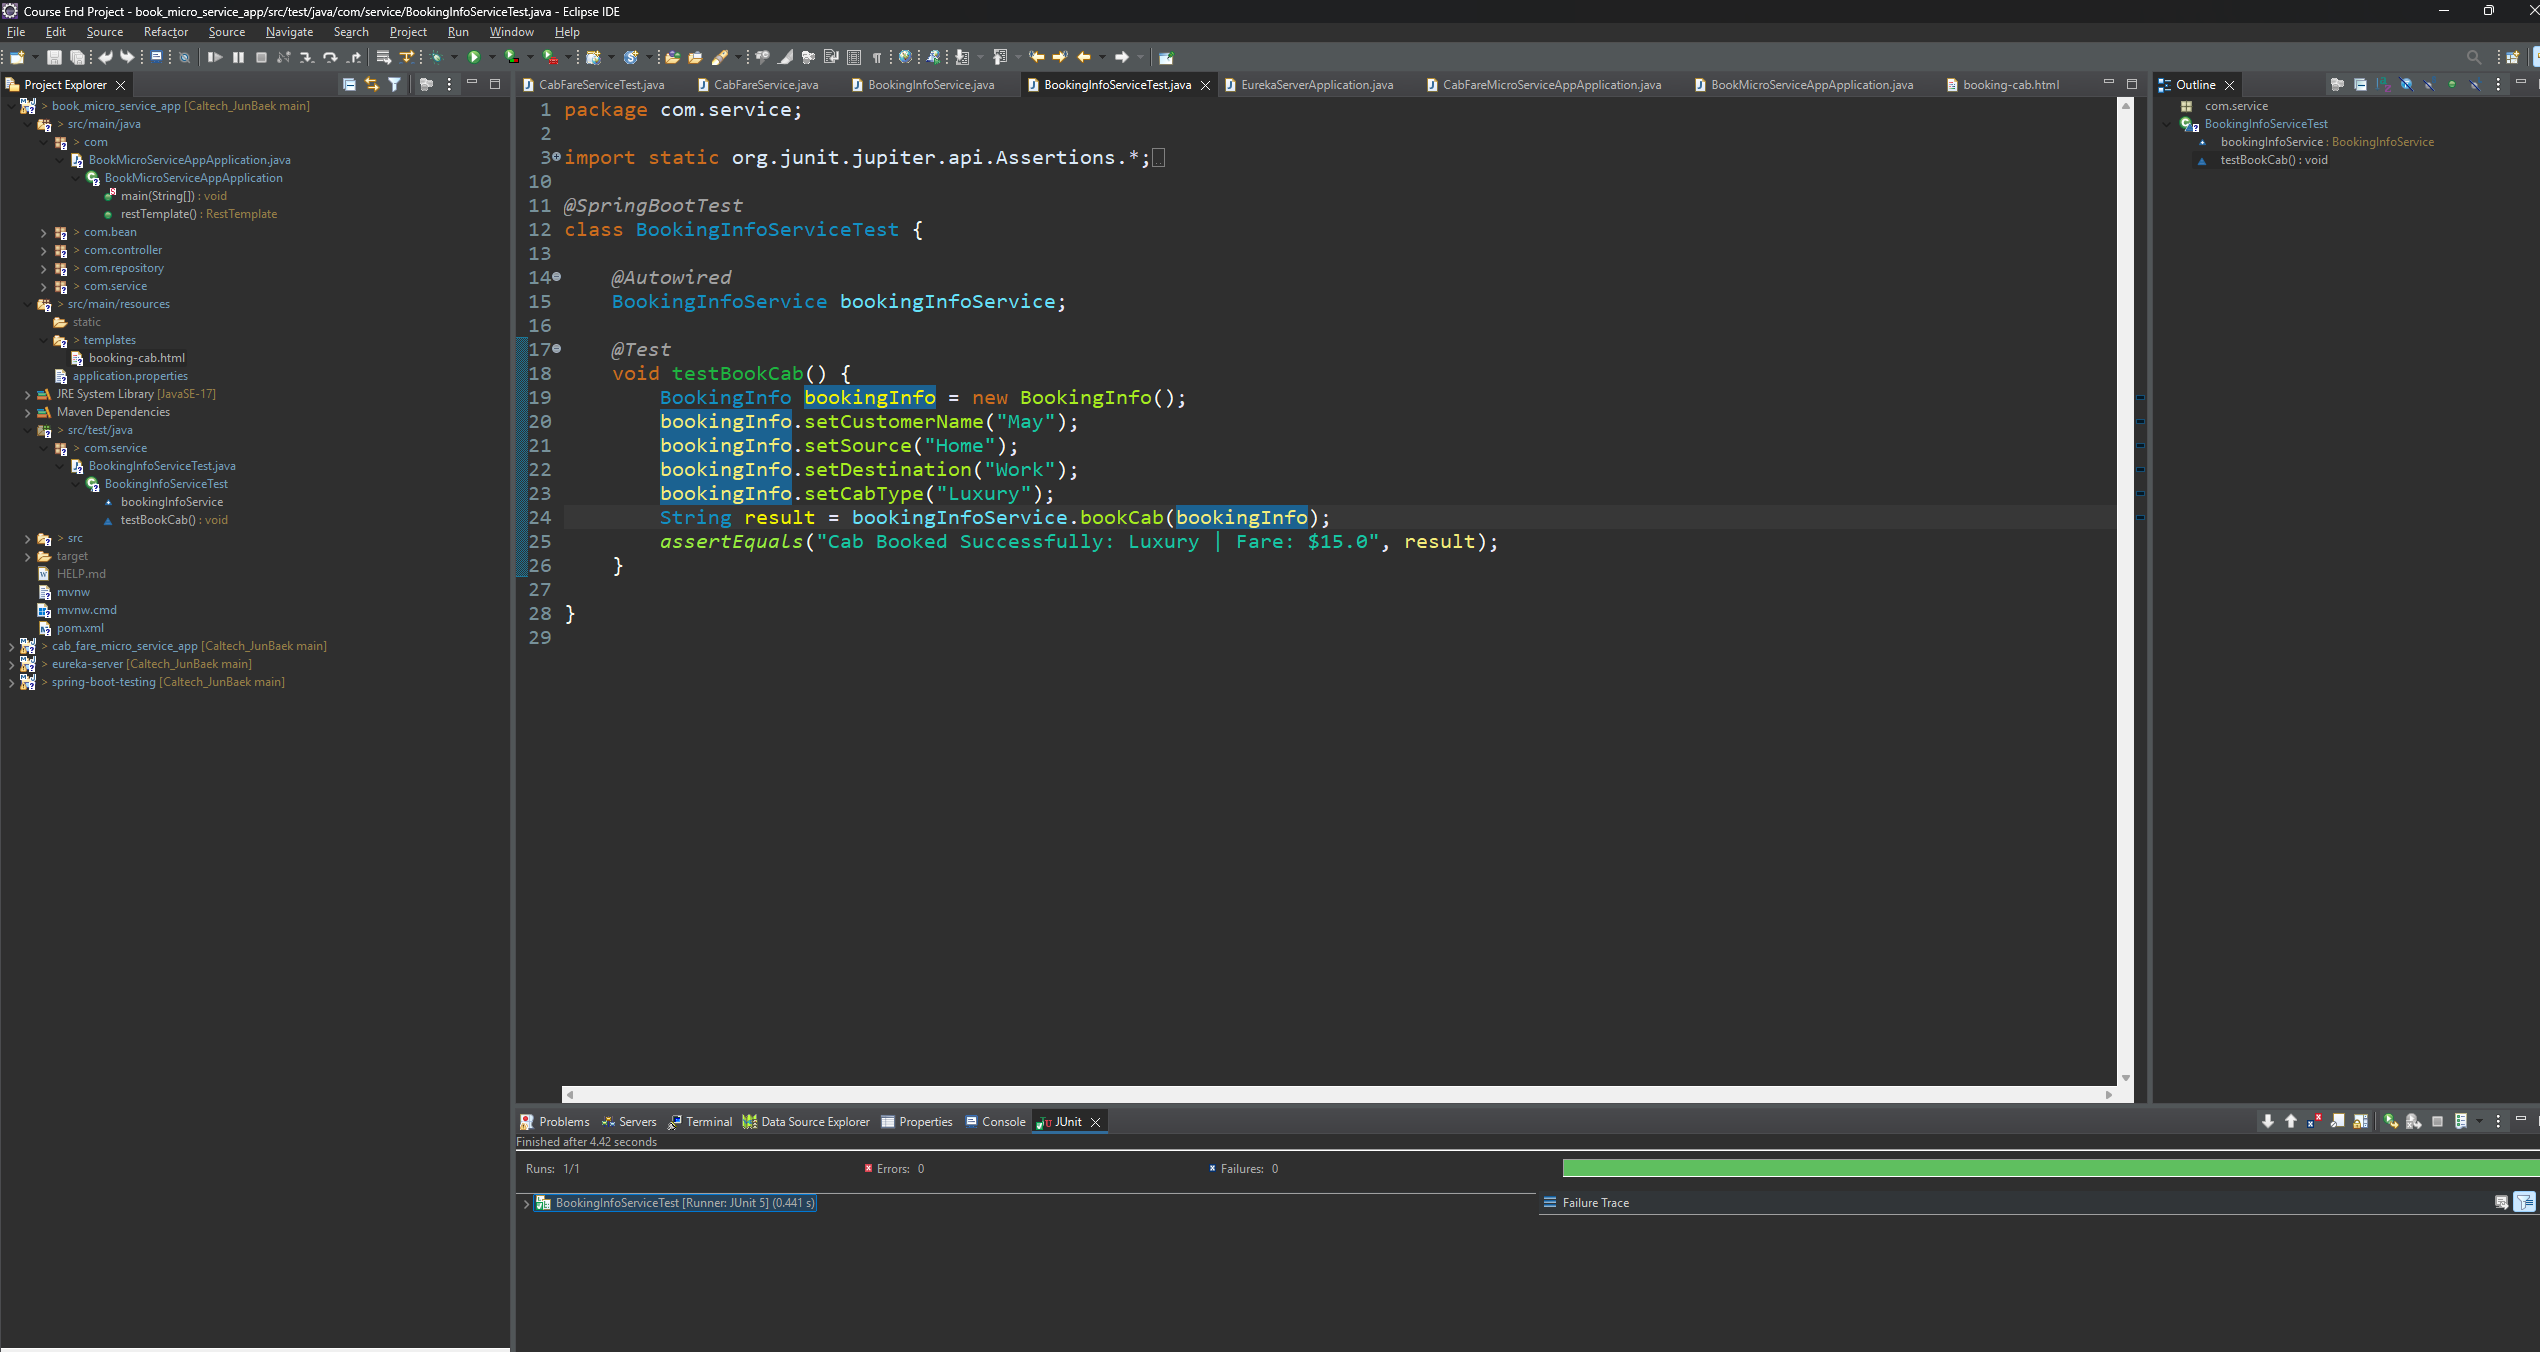 Course End Project - book_micro_service_app/src/test/java/com/service/BookingInfoServiceTest.java - Eclipse IDE
File Edit Source Refactor Source Navigate Search Project Run Window Help
Project Explorer
> book_micro_service_app [Caltech_JunBaek main]
> src/main/java
> com
BookMicroServiceAppApplication.java
BookMicroServiceAppApplication
main(String[]) : void
restTemplate() : RestTemplate
> com.bean
> com.controller
> com.repository
> com.service
> src/main/resources
static
> templates
booking-cab.html
application.properties
JRE System Library [JavaSE-17]
Maven Dependencies
> src/test/java
> com.service
BookingInfoServiceTest.java
BookingInfoServiceTest
bookingInfoService
testBookCab() : void
> src
target
HELP.md
mvnw
mvnw.cmd
pom.xml
> cab_fare_micro_service_app [Caltech_JunBaek main]
> eureka-server [Caltech_JunBaek main]
> spring-boot-testing [Caltech_JunBaek main]
CabFareServiceTest.java CabFareService.java BookingInfoService.java BookingInfoServiceTest.java EurekaServerApplication.java CabFareMicroServiceAppApplication.java BookMicroServiceAppApplication.java booking-cab.html
1 package com.service;
2
3 import static org.junit.jupiter.api.Assertions.*;
10
11 @SpringBootTest
12 class BookingInfoServiceTest {
13
14 @Autowired
15 BookingInfoService bookingInfoService;
16
17 @Test
18 void testBookCab() {
19 BookingInfo bookingInfo = new BookingInfo();
20 bookingInfo.setCustomerName("May");
21 bookingInfo.setSource("Home");
22 bookingInfo.setDestination("Work");
23 bookingInfo.setCabType("Luxury");
24 String result = bookingInfoService.bookCab(bookingInfo);
25 assertEquals("Cab Booked Successfully: Luxury | Fare: $15.0", result);
26 }
27
28 }
29
Outline
com.service
BookingInfoServiceTest
bookingInfoService : BookingInfoService
testBookCab() : void
Problems Servers Terminal Data Source Explorer Properties Console JUnit
Finished after 4.42 seconds
Runs: 1/1 Errors: 0 Failures: 0
BookingInfoServiceTest [Runner: JUnit 5] (0.441 s)
Failure Trace